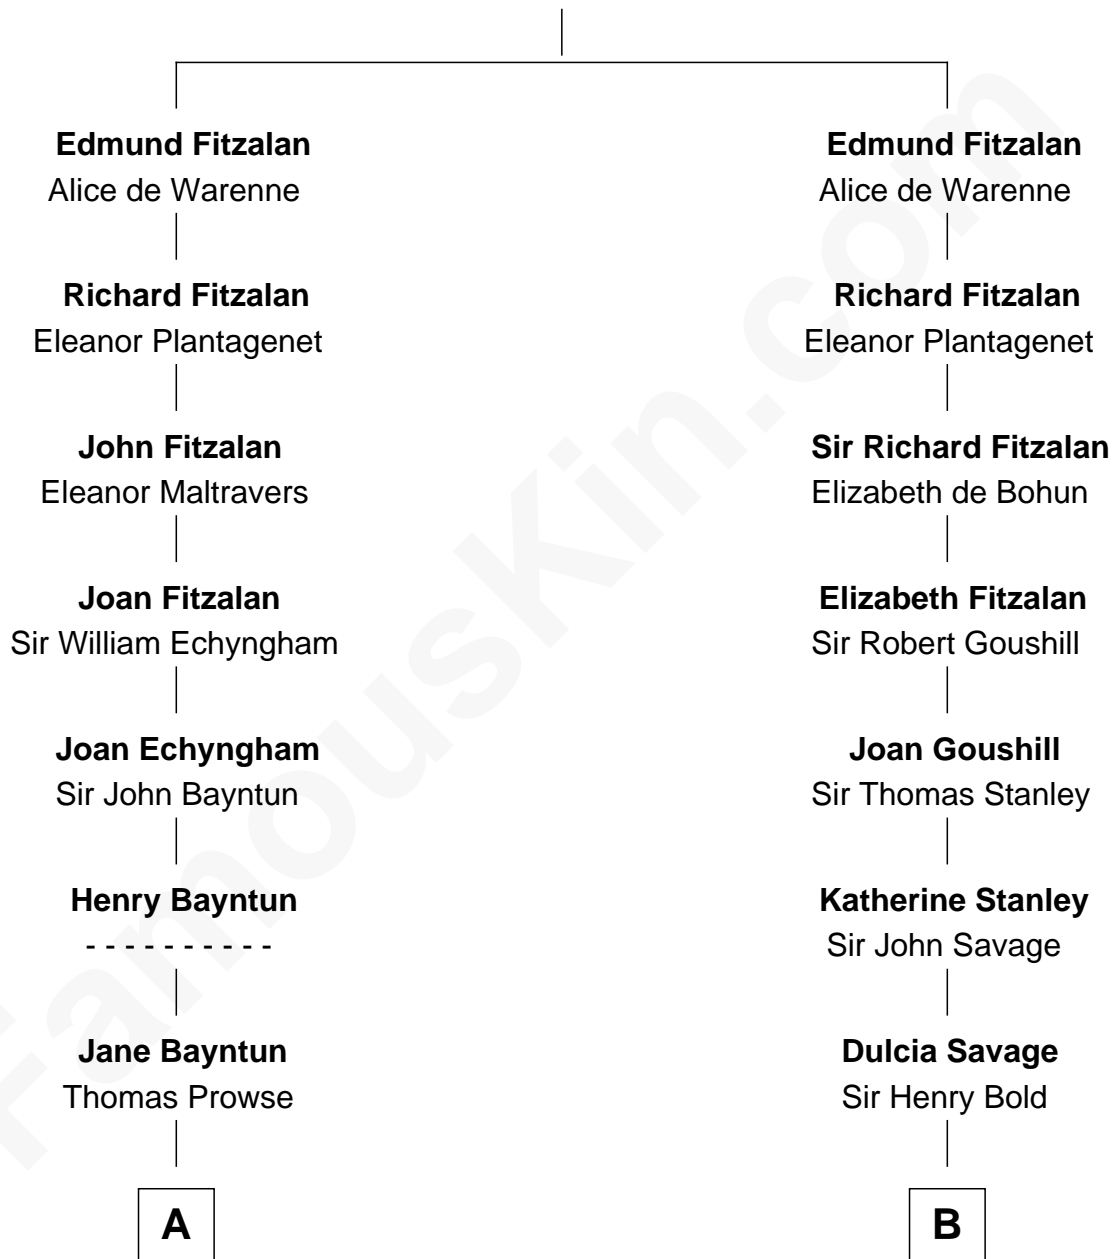 Edmund Fitzalan
Alice de Warenne
Richard Fitzalan
Eleanor Plantagenet
John Fitzalan
Eleanor Maltravers
Joan Fitzalan
Sir William Echyngham
Joan Echyngham
Sir John Bayntun
Henry Bayntun
- - - - - - - - - -
Jane Bayntun
Thomas Prowse
A
Edmund Fitzalan
Alice de Warenne
Richard Fitzalan
Eleanor Plantagenet
Sir Richard Fitzalan
Elizabeth de Bohun
Elizabeth Fitzalan
Sir Robert Goushill
Joan Goushill
Sir Thomas Stanley
Katherine Stanley
Sir John Savage
Dulcia Savage
Sir Henry Bold
B
FamousKin.com